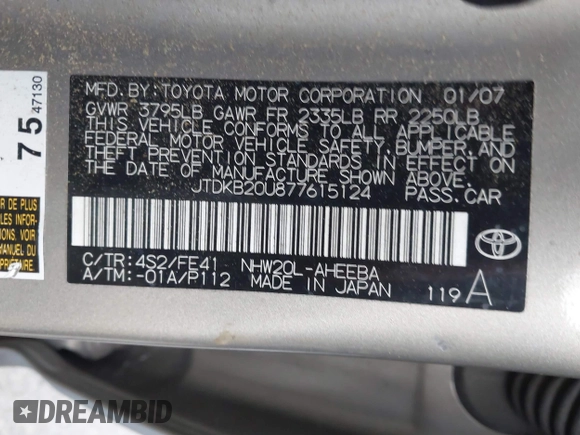 MFD. BY: TOYOTA MOTOR CORPORATION 01/07
GVWR 3795LB GAWR FR 2335LB RR 2250LB
THIS VEHICLE CONFORMS TO ALL APPLICABLE
FEDERAL MOTOR VEHICLE SAFETY, BUMPER, AND
THEFT PREVENTION STANDARDS IN EFFECT ON
THE DATE OF MANUFACTURE SHOWN ABOVE.
JTDKB20U877615124 PASS. CAR
C/TR: 4S2/FE41 NHW20L-AHEEBA
A/TM: -01A/P112 MADE IN JAPAN
TOYOTA
119 A
75 47130
R DE PLUS
LES INFOR-
MANUEL DU
DREAMBID